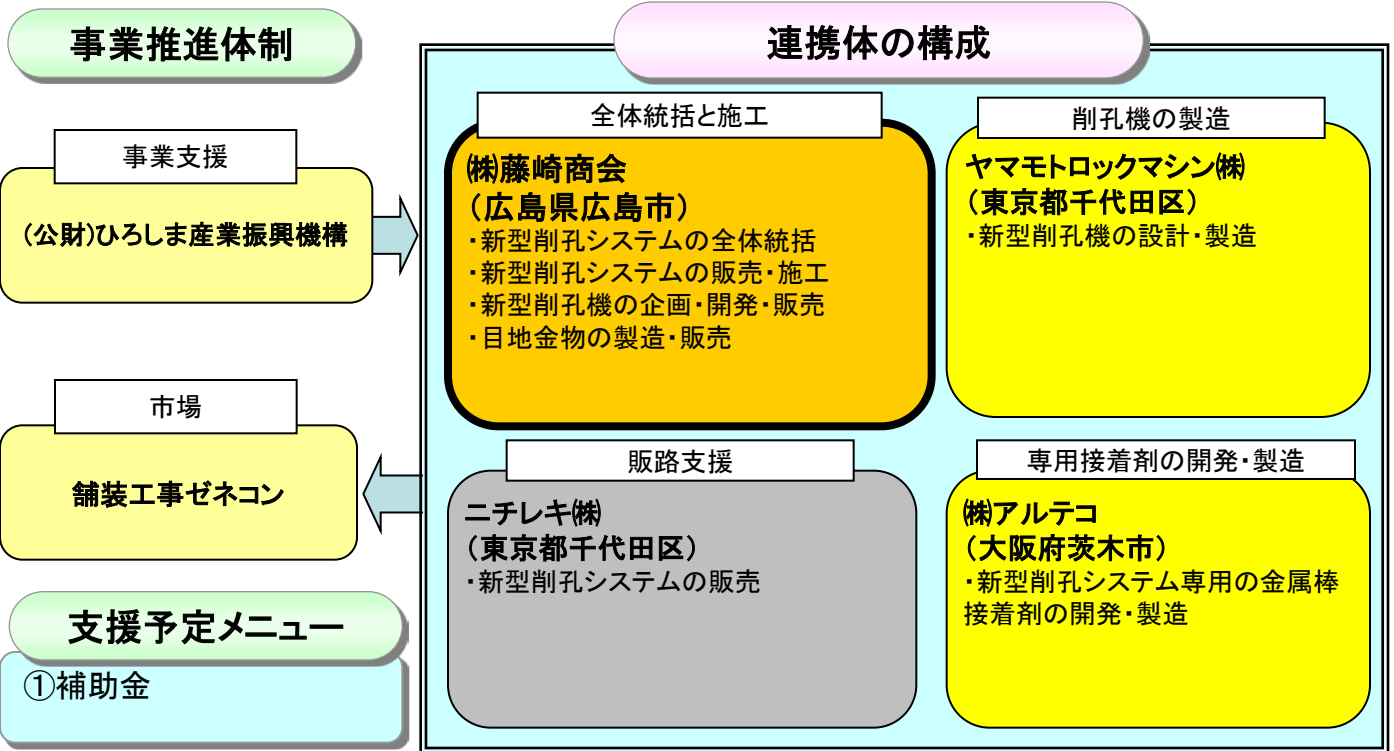 事業推進体制
事業支援
(公財)ひろしま産業振興機構
市場
舗装工事ゼネコン
支援予定メニュー
①補助金
連携体の構成
全体統括と施工
㈱藤崎商会
(広島県広島市)
・新型削孔システムの全体統括
・新型削孔システムの販売・施工
・新型削孔機の企画・開発・販売
・目地金物の製造・販売
削孔機の製造
ヤマモトロックマシン㈱
(東京都千代田区)
・新型削孔機の設計・製造
販路支援
ニチレキ㈱
(東京都千代田区)
・新型削孔システムの販売
専用接着剤の開発・製造
㈱アルテコ
(大阪府茨木市)
・新型削孔システム専用の金属棒
接着剤の開発・製造